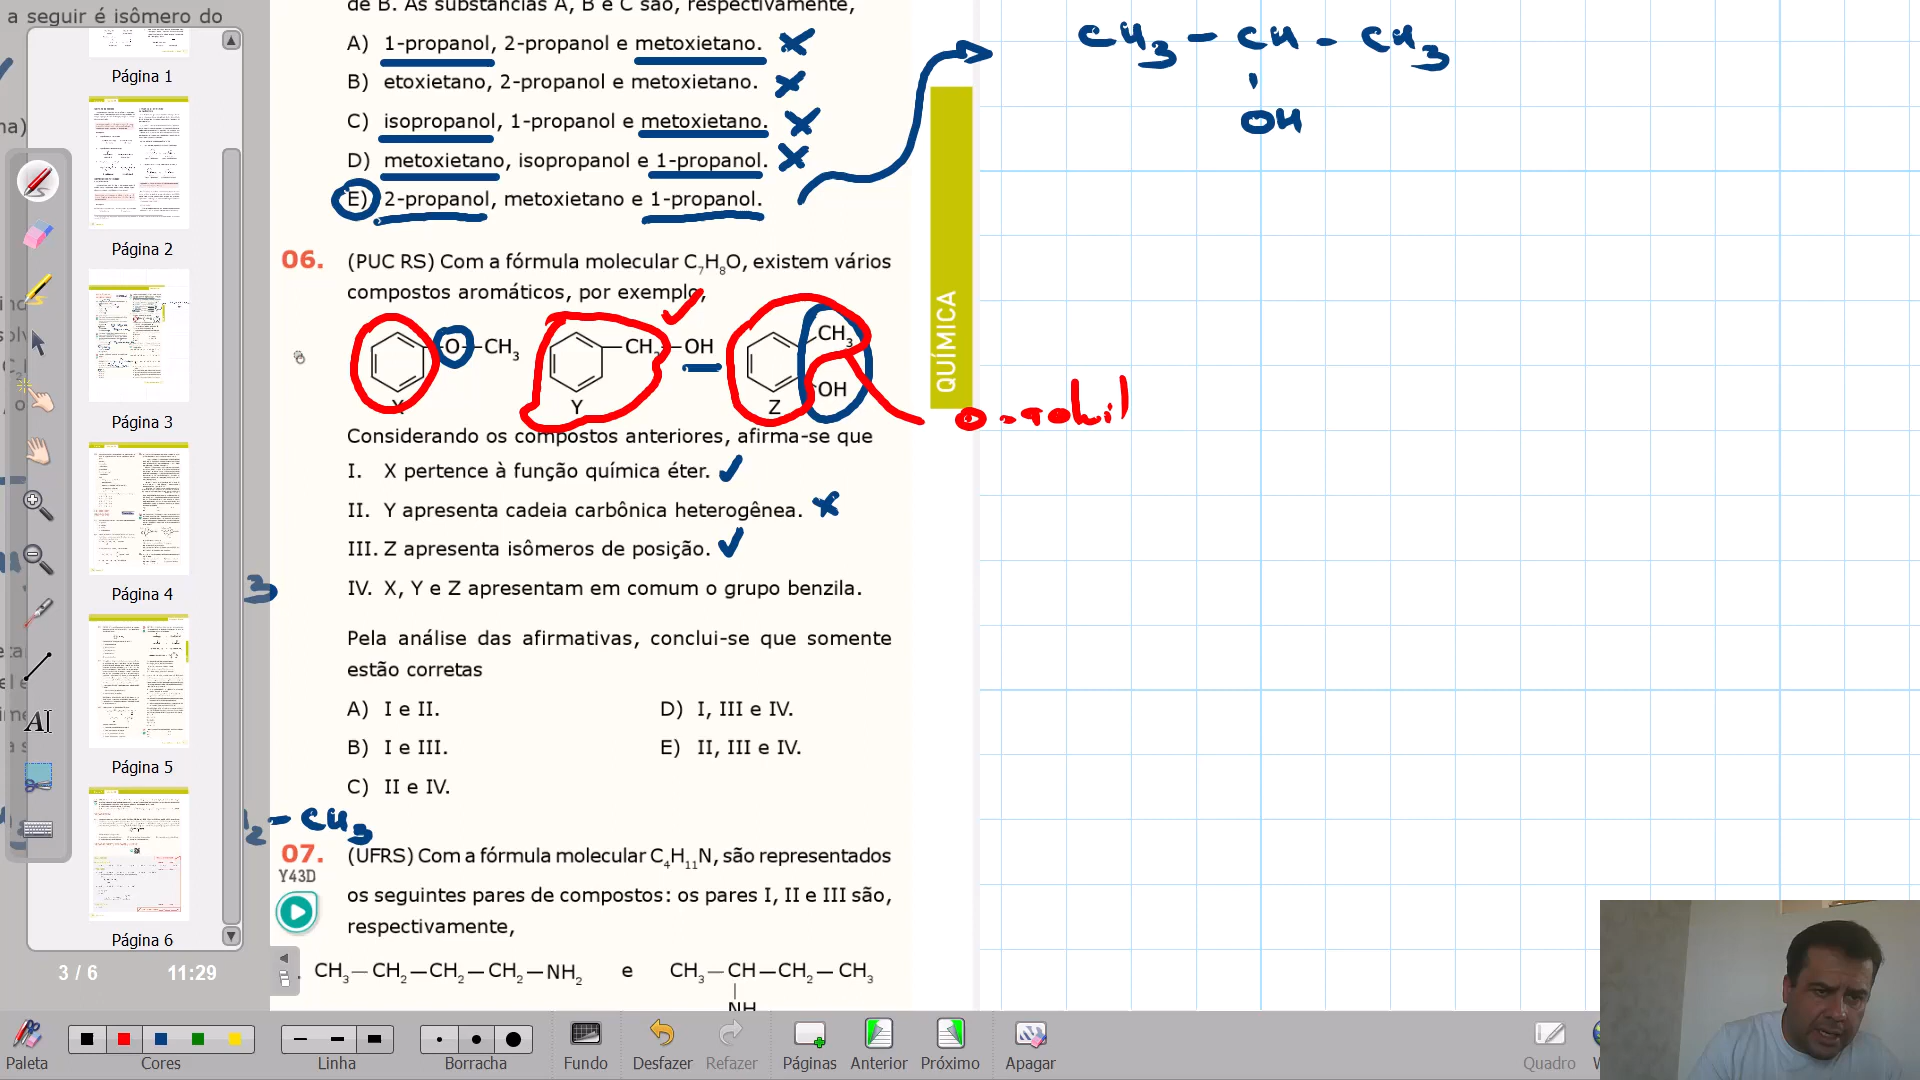 a seguir é isômero do
de B. As substâncias A, B e C são, respectivamente,
A) 1-propanol, 2-propanol e metoxietano.
B) etoxietano, 2-propanol e metoxietano.
C) isopropanol, 1-propanol e metoxietano.
D) metoxietano, isopropanol e 1-propanol.
E) 2-propanol, metoxietano e 1-propanol.
CH3 - CH - CH3
OH
06. (PUC RS) Com a fórmula molecular C7H8O, existem vários
compostos aromáticos, por exemplo,
O—CH3
CH2—OH
CH3
OH
X
Y
Z
o-toluil
Considerando os compostos anteriores, afirma-se que
I. X pertence à função química éter.
II. Y apresenta cadeia carbônica heterogênea.
III. Z apresenta isômeros de posição.
IV. X, Y e Z apresentam em comum o grupo benzila.
Pela análise das afirmativas, conclui-se que somente
estão corretas
A) I e II.
B) I e III.
C) II e IV.
D) I, III e IV.
E) II, III e IV.
3
2 - CH3
07. (UFRS) Com a fórmula molecular C4H11N, são representados
Y43D
os seguintes pares de compostos: os pares I, II e III são,
respectivamente,
CH3—CH2—CH2—CH2—NH2 e CH3—CH—CH2—CH3
NH
QUÍMICA
Página 1
Página 2
Página 3
Página 4
Página 5
Página 6
3 / 6 11:29
AI
Paleta
Cores
Linha
Borracha
Fundo
Desfazer
Refazer
Páginas
Anterior
Próximo
Apagar
Quadro